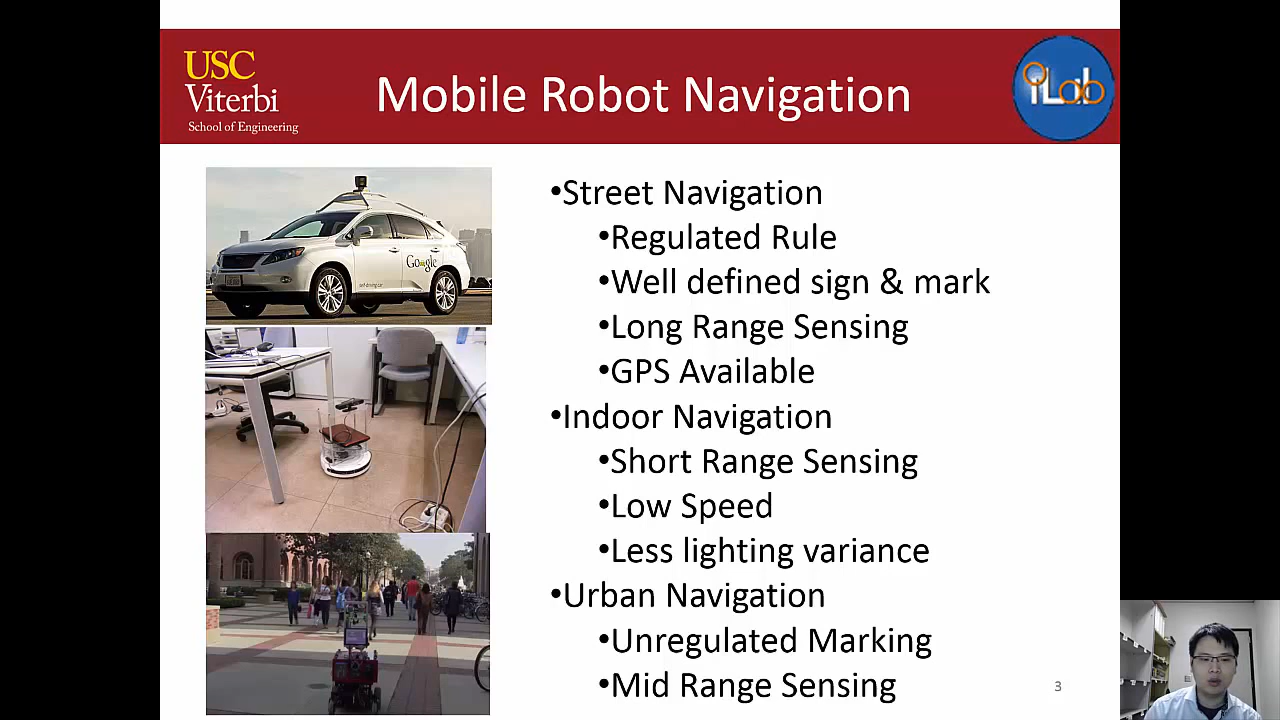 USC
Viterbi
School of Engineering
Mobile Robot Navigation
iLab
Google
•Street Navigation
•Regulated Rule
•Well defined sign & mark
•Long Range Sensing
•GPS Available
•Indoor Navigation
•Short Range Sensing
•Low Speed
•Less lighting variance
•Urban Navigation
•Unregulated Marking
•Mid Range Sensing
3